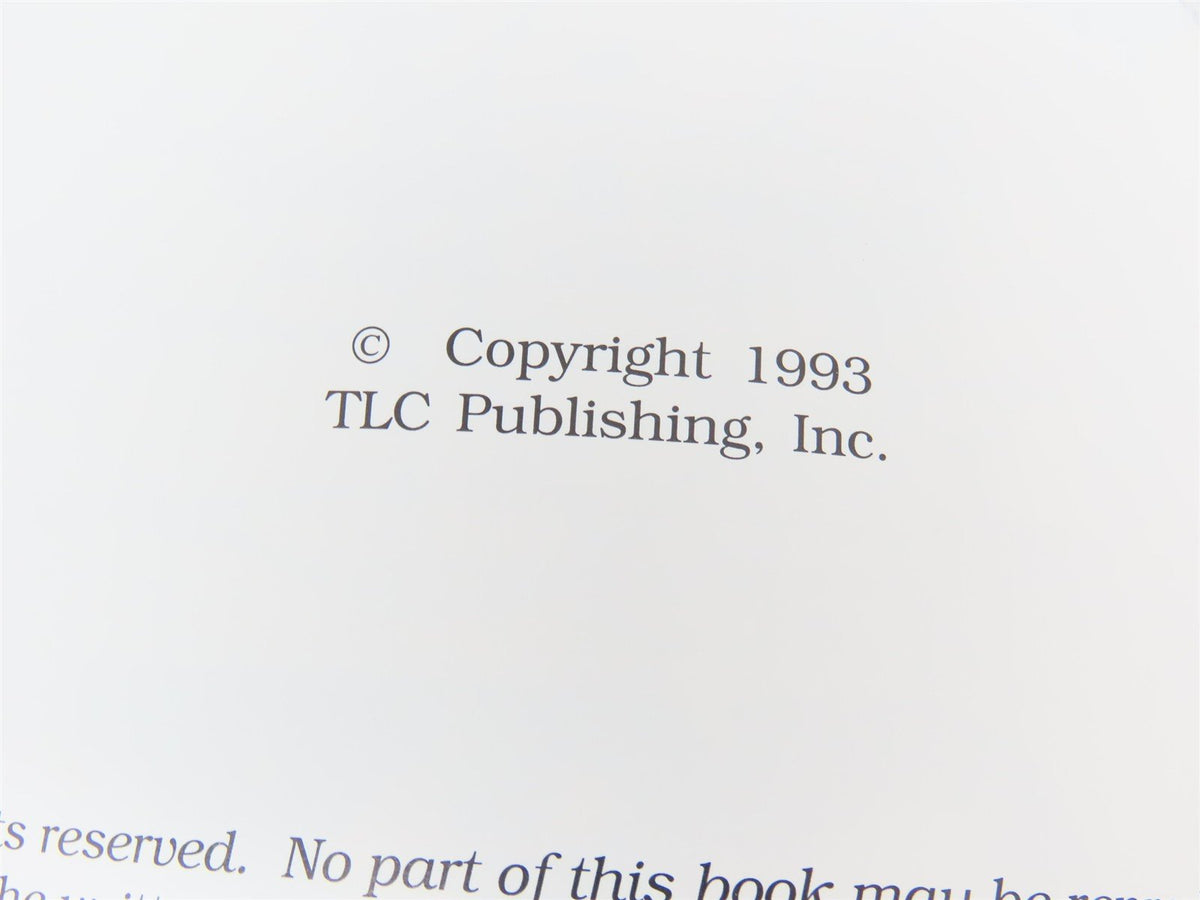 © Copyright 1993
TLC Publishing, Inc.
reserved. No part of this book may be